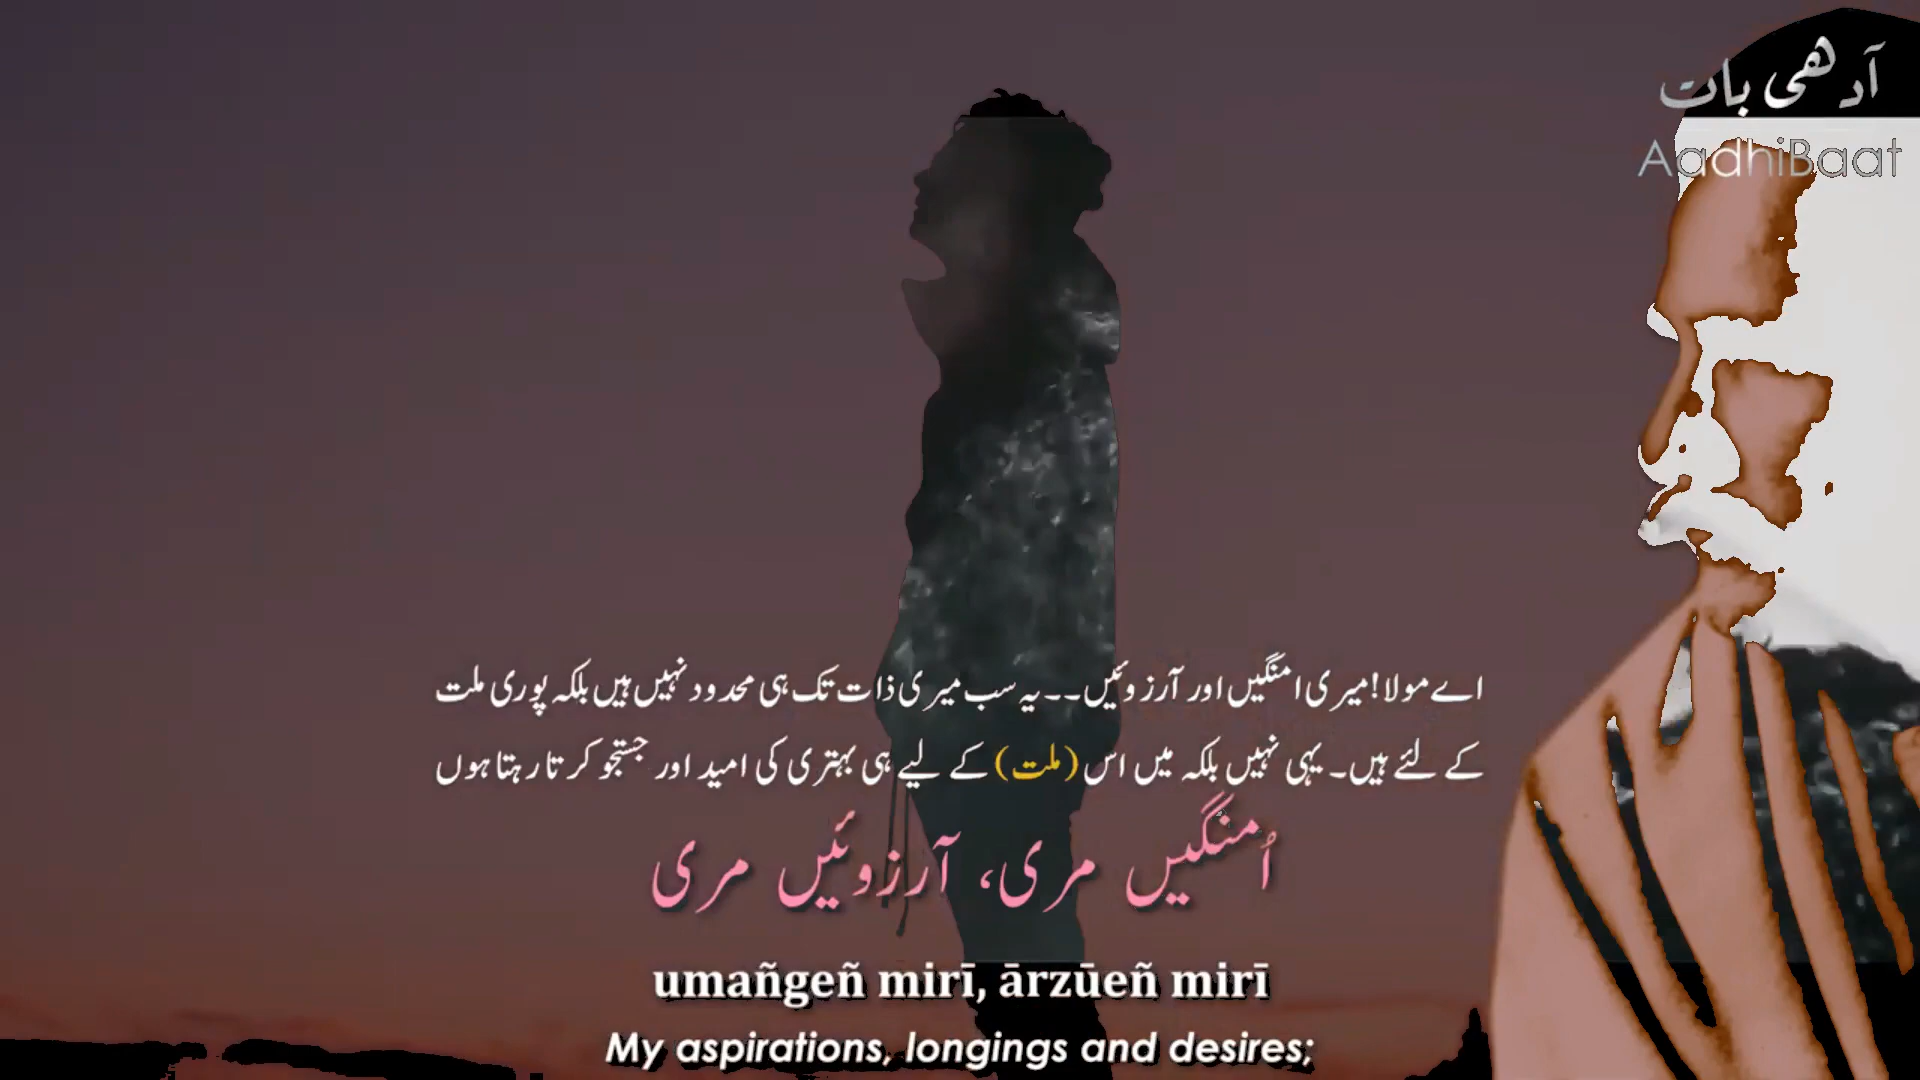 آدھی بات
AadhiBaat
اے مولا! میری امنگیں اور آرزوئیں۔۔ یہ سب میری ذات تک ہی محدود نہیں ہیں بلکہ پوری ملت
کے لئے ہیں۔ یہی نہیں بلکہ میں اس (ملت) کے لیے ہی بہتری کی امید اور جستجو کرتا رہتا ہوں
اُمنگیں مری، آرزوئیں مری
umañgeñ mirī, ārzūeñ mirī
My aspirations, longings and desires;